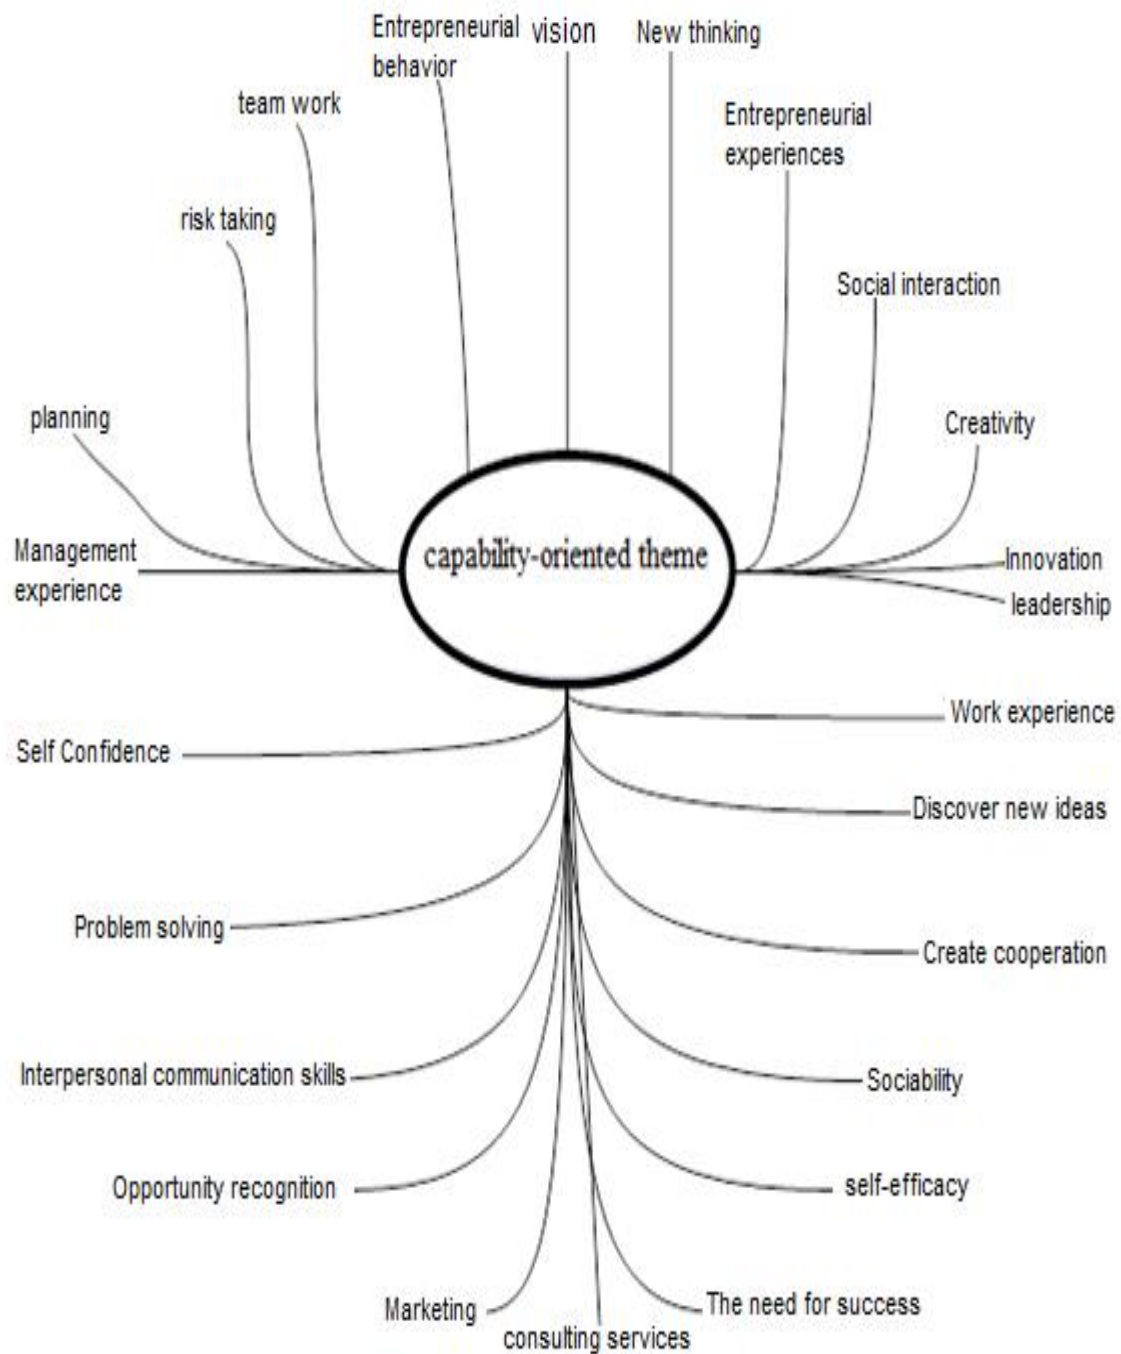 Entrepreneurial
behavior
vision
New thinking
team work
Entrepreneurial
experiences
risk taking
Social interaction
planning
Creativity
Management
experience
capability-oriented theme
Innovation
leadership
Work experience
Self Confidence
Discover new ideas
Problem solving
Create cooperation
Interpersonal communication skills
Sociability
Opportunity recognition
self-efficacy
Marketing
The need for success
consulting services